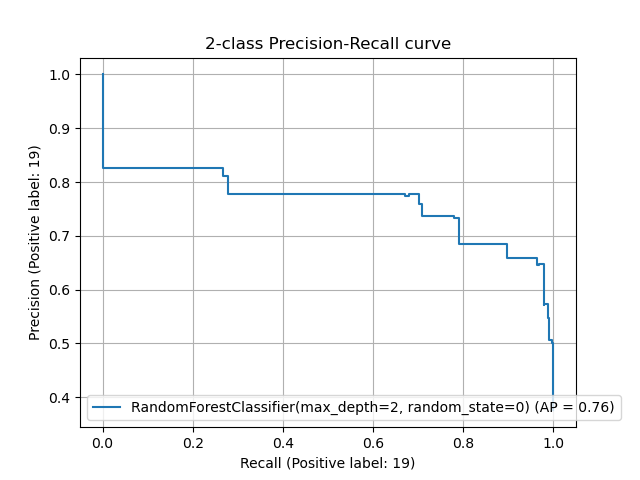 2-class Precision-Recall curve
1.0
0.9
0.8
0.7
0.6
0.5
0.4
Precision (Positive label: 19)
RandomForestClassifier(max_depth=2, random_state=0) (AP = 0.76)
0.0 0.2 0.4 0.6 0.8 1.0
Recall (Positive label: 19)